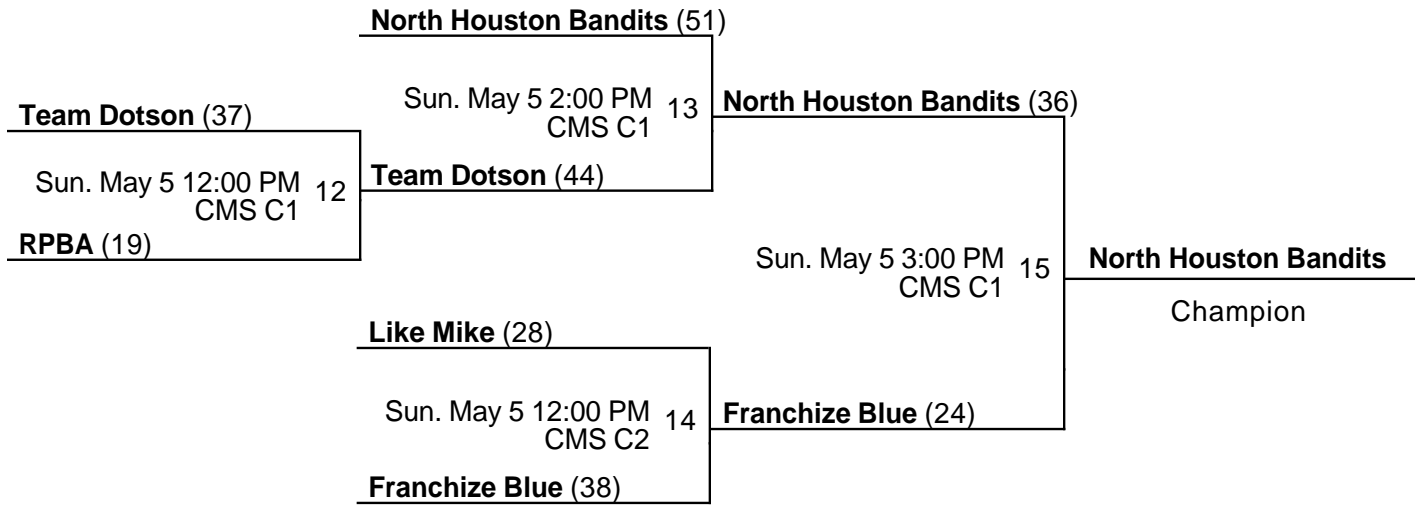 North Houston Bandits (51)
Sun. May 5 2:00 PM
CMS C1
13
North Houston Bandits (36)
Team Dotson (37)
Sun. May 5 12:00 PM
CMS C1
12
Team Dotson (44)
RPBA (19)
Sun. May 5 3:00 PM
CMS C1
15
North Houston Bandits
Champion
Like Mike (28)
Sun. May 5 12:00 PM
CMS C2
14
Franchize Blue (24)
Franchize Blue (38)